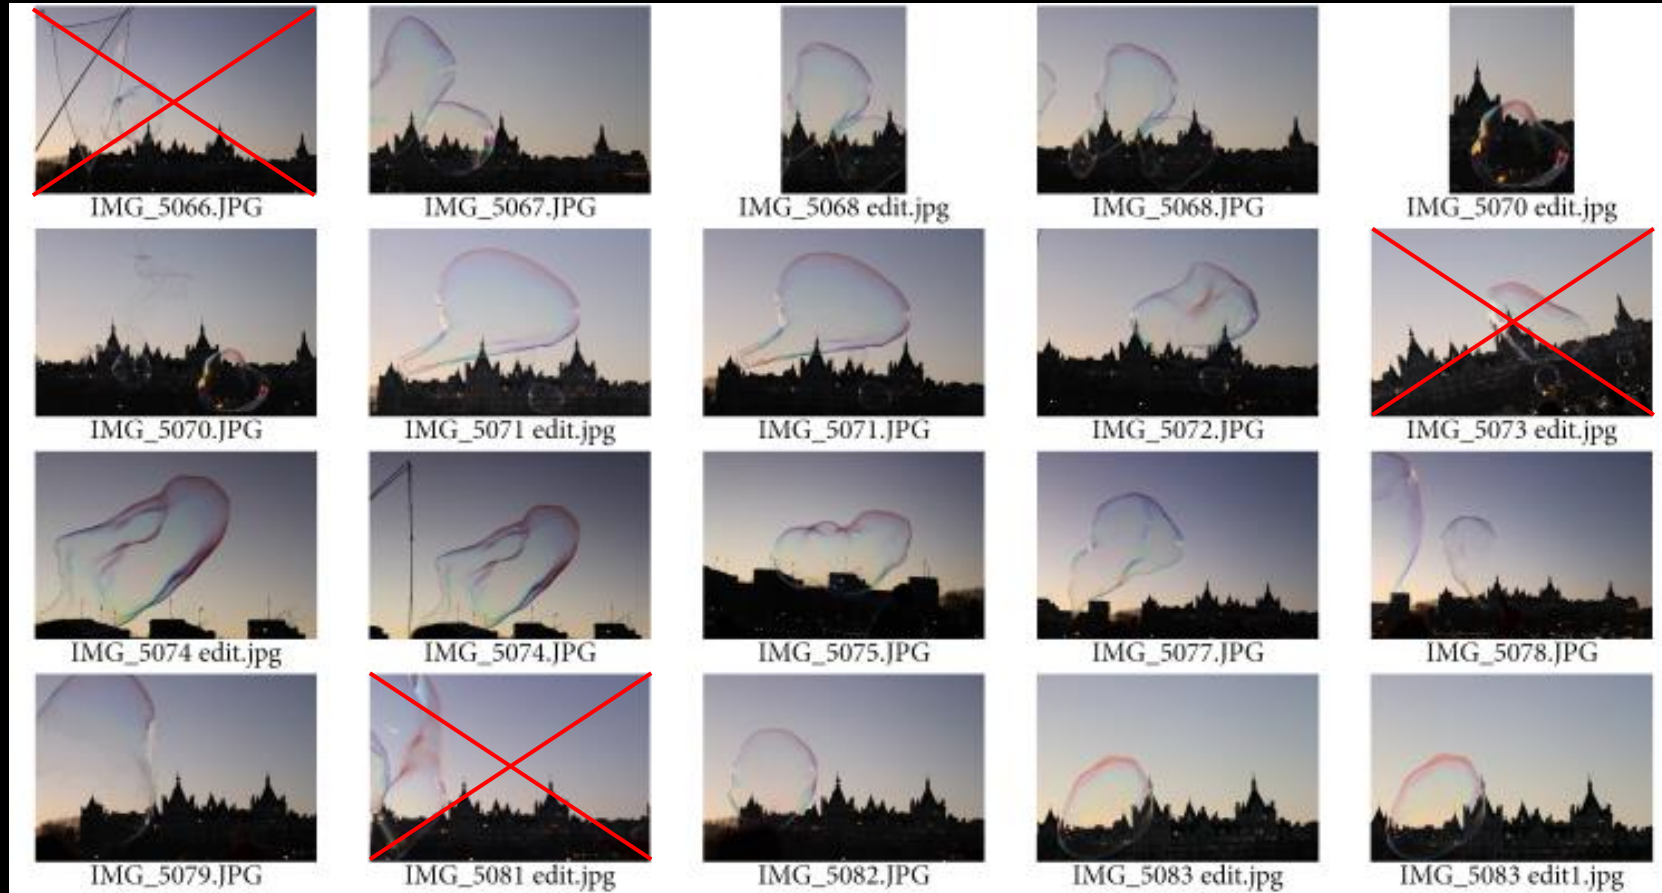 IMG_5066.JPG
IMG_5067.JPG
IMG_5068 edit.jpg
IMG_5068.JPG
IMG_5070 edit.jpg
IMG_5070.JPG
IMG_5071 edit.jpg
IMG_5071.JPG
IMG_5072.JPG
IMG_5073 edit.jpg
IMG_5074 edit.jpg
IMG_5074.JPG
IMG_5075.JPG
IMG_5077.JPG
IMG_5078.JPG
IMG_5079.JPG
IMG_5081 edit.jpg
IMG_5082.JPG
IMG_5083 edit.jpg
IMG_5083 edit1.jpg